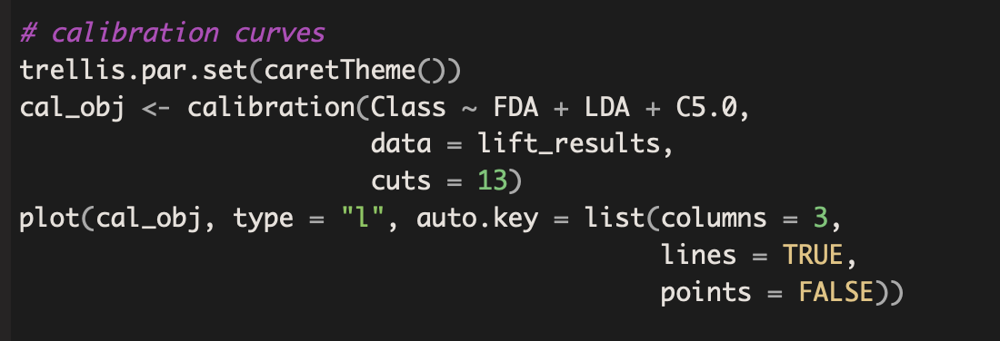 # calibration curves
trellis.par.set(caretTheme())
cal_obj <- calibration(Class ~ FDA + LDA + C5.0,
                       data = lift_results,
                       cuts = 13)
plot(cal_obj, type = "l", auto.key = list(columns = 3,
                                          lines = TRUE,
                                          points = FALSE))